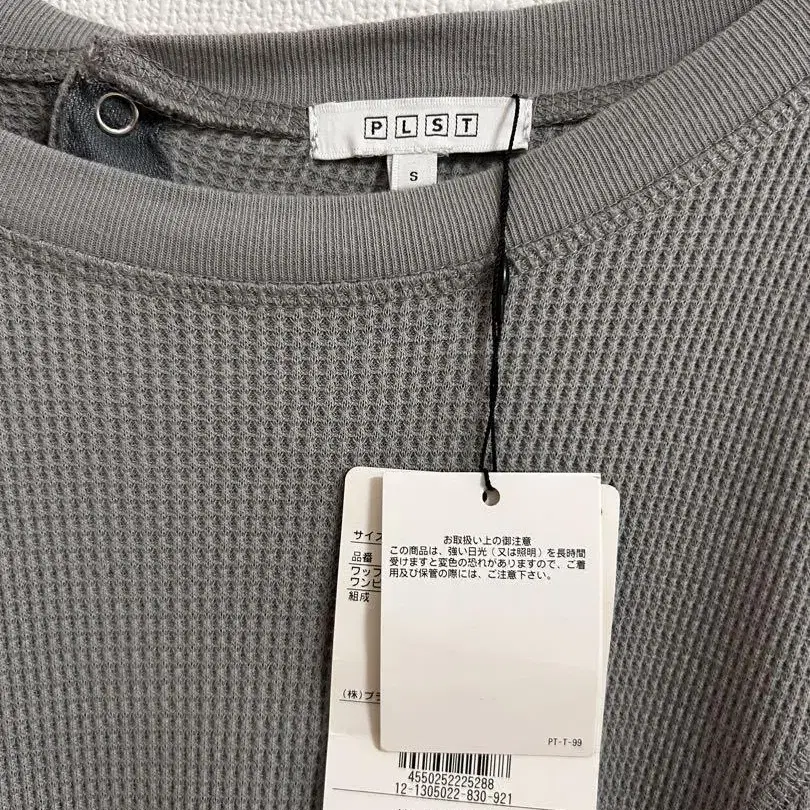 PLST
S
お取扱い上の御注意
この商品は、強い日光(又は照明)を長時間
受けますと変色の恐れがありますので、ご着
用及び保管の際には、ご注意下さい。
PT-T-99
サイズ
品番
ワッフ
ワンピ
組成
(株)プラ
4550252225288
12-1305022-830-921